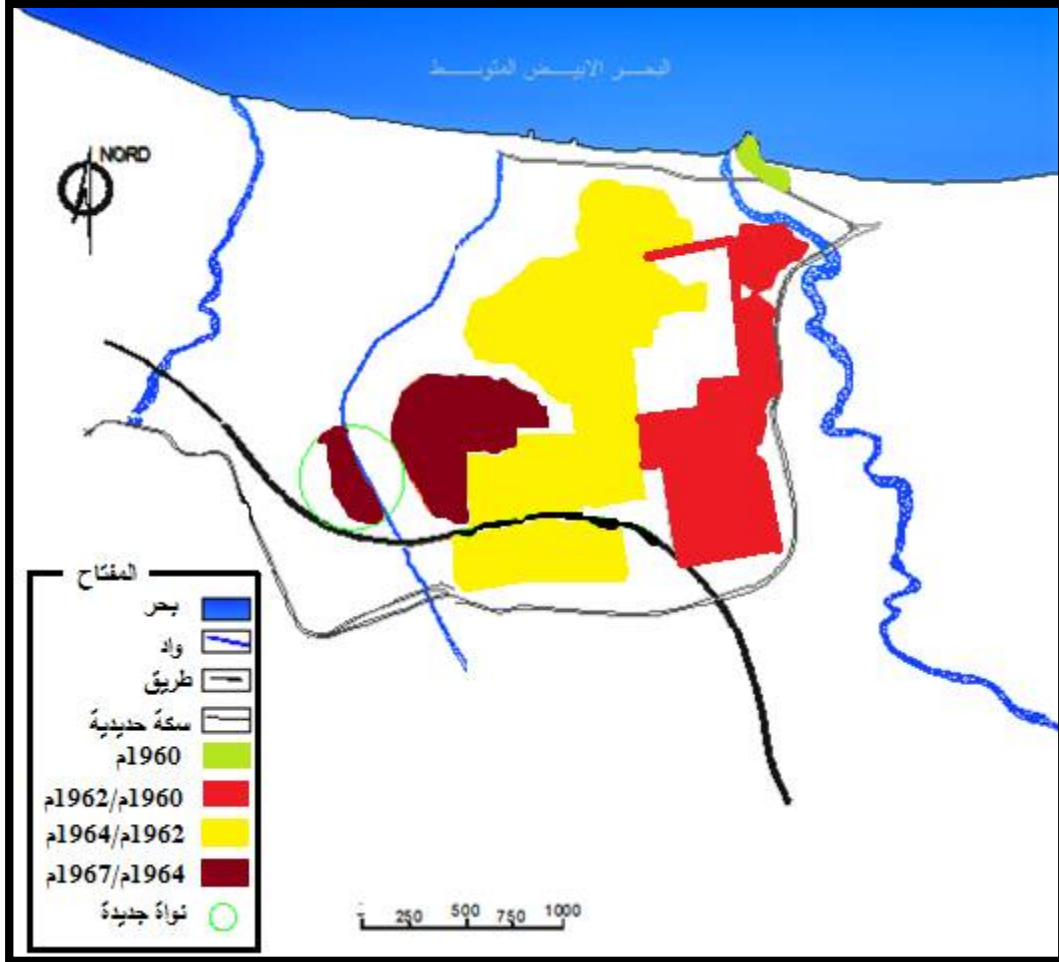 البحر الابيض المتوسط
NORD
المفتاح
بحر
واد
طريق
سكة حديدية
1960م
1960م/1962م
1962م/1964م
1964م/1967م
نواة جديدة
250 500 750 1000